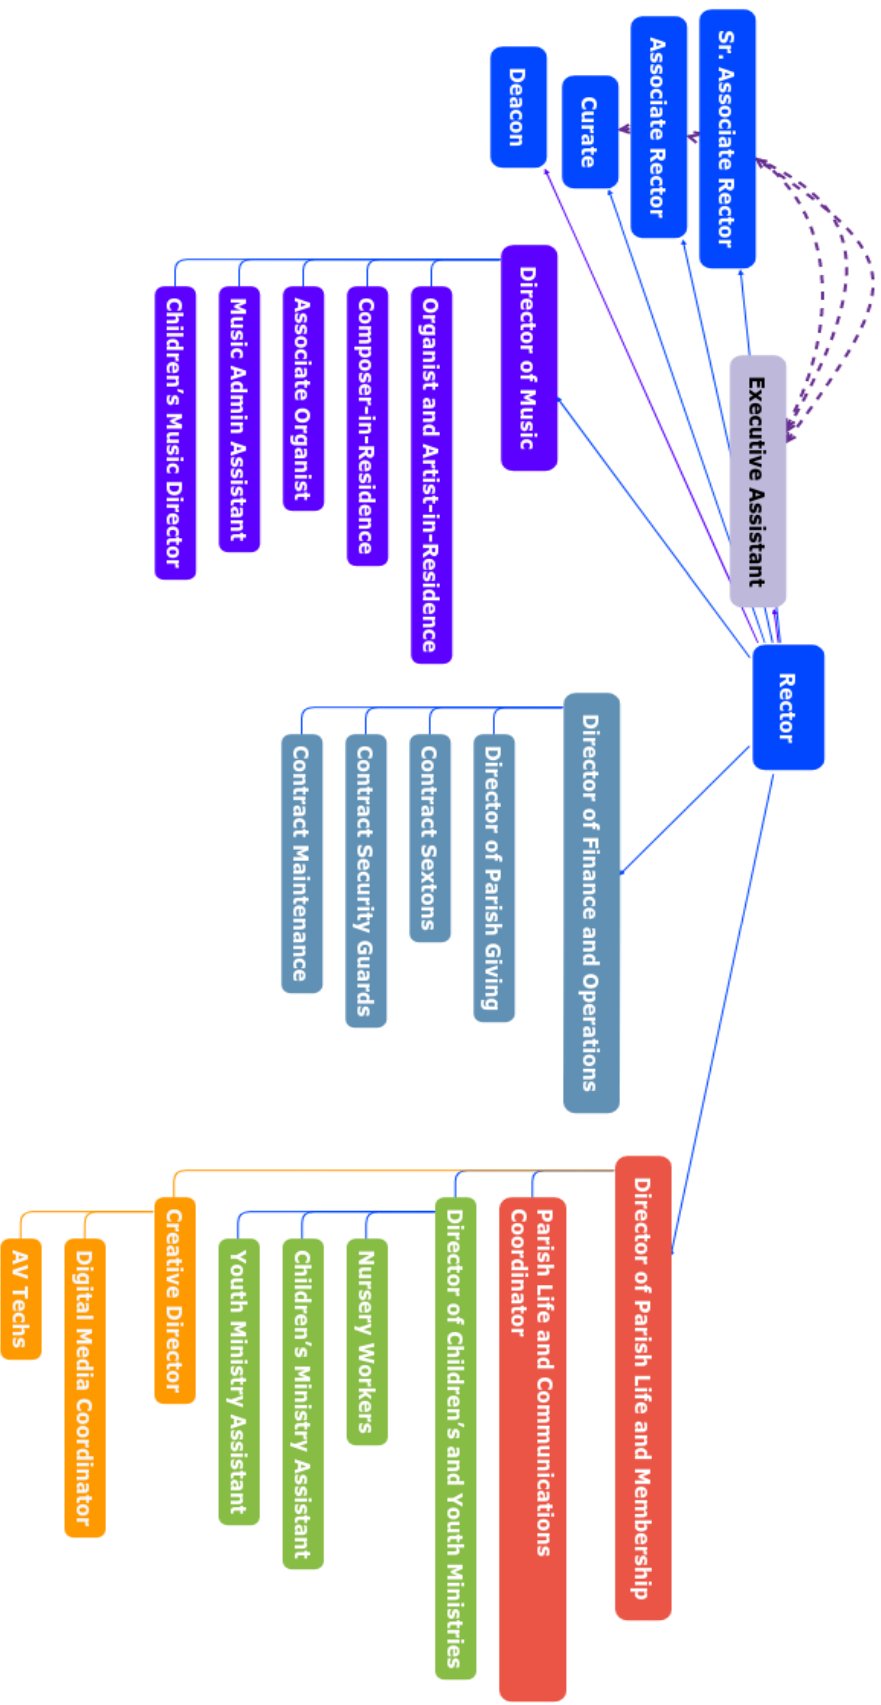 Rector
Executive Assistant
Sr. Associate Rector
Associate Rector
Curate
Deacon
Director of Music
Organist and Artist-in-Residence
Composer-in-Residence
Associate Organist
Music Admin Assistant
Children’s Music Director
Director of Finance and Operations
Director of Parish Giving
Contract Sextons
Contract Security Guards
Contract Maintenance
Director of Parish Life and Membership
Parish Life and Communications
Coordinator
Director of Children’s and Youth Ministries
Nursery Workers
Children’s Ministry Assistant
Youth Ministry Assistant
Creative Director
Digital Media Coordinator
AV Techs